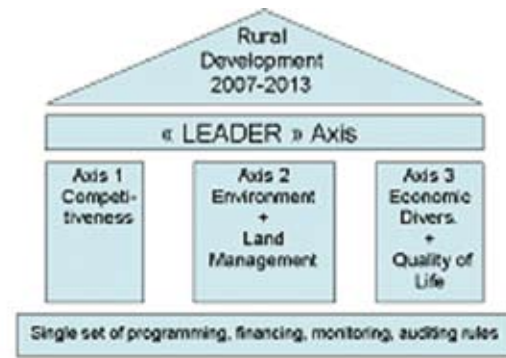 Rural
Development
2007-2013
« LEADER » Axis
Axis 1
Competi-
tiveness
Axis 2
Environment
+
Land
Management
Axis 3
Economic
Divers.
+
Quality of
Life
Single set of programming, financing, monitoring, auditing rules